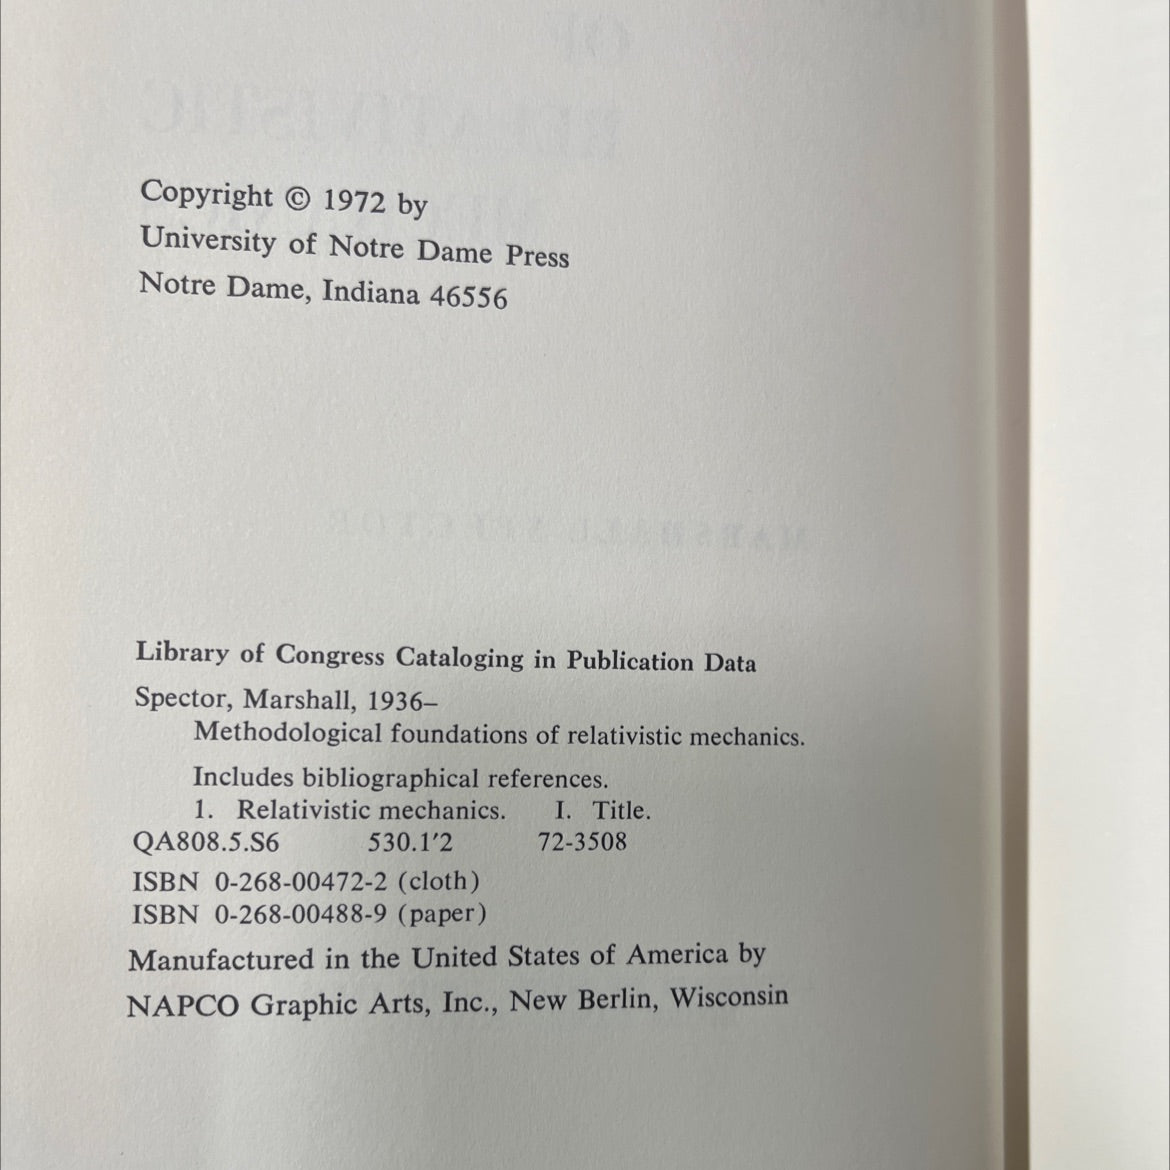 Copyright © 1972 by
University of Notre Dame Press
Notre Dame, Indiana 46556
Library of Congress Cataloging in Publication Data
Spector, Marshall, 1936–
Methodological foundations of relativistic mechanics.
Includes bibliographical references.
1. Relativistic mechanics. I. Title.
QA808.5.S6 530.1′2 72-3508
ISBN 0-268-00472-2 (cloth)
ISBN 0-268-00488-9 (paper)
Manufactured in the United States of America by
NAPCO Graphic Arts, Inc., New Berlin, Wisconsin